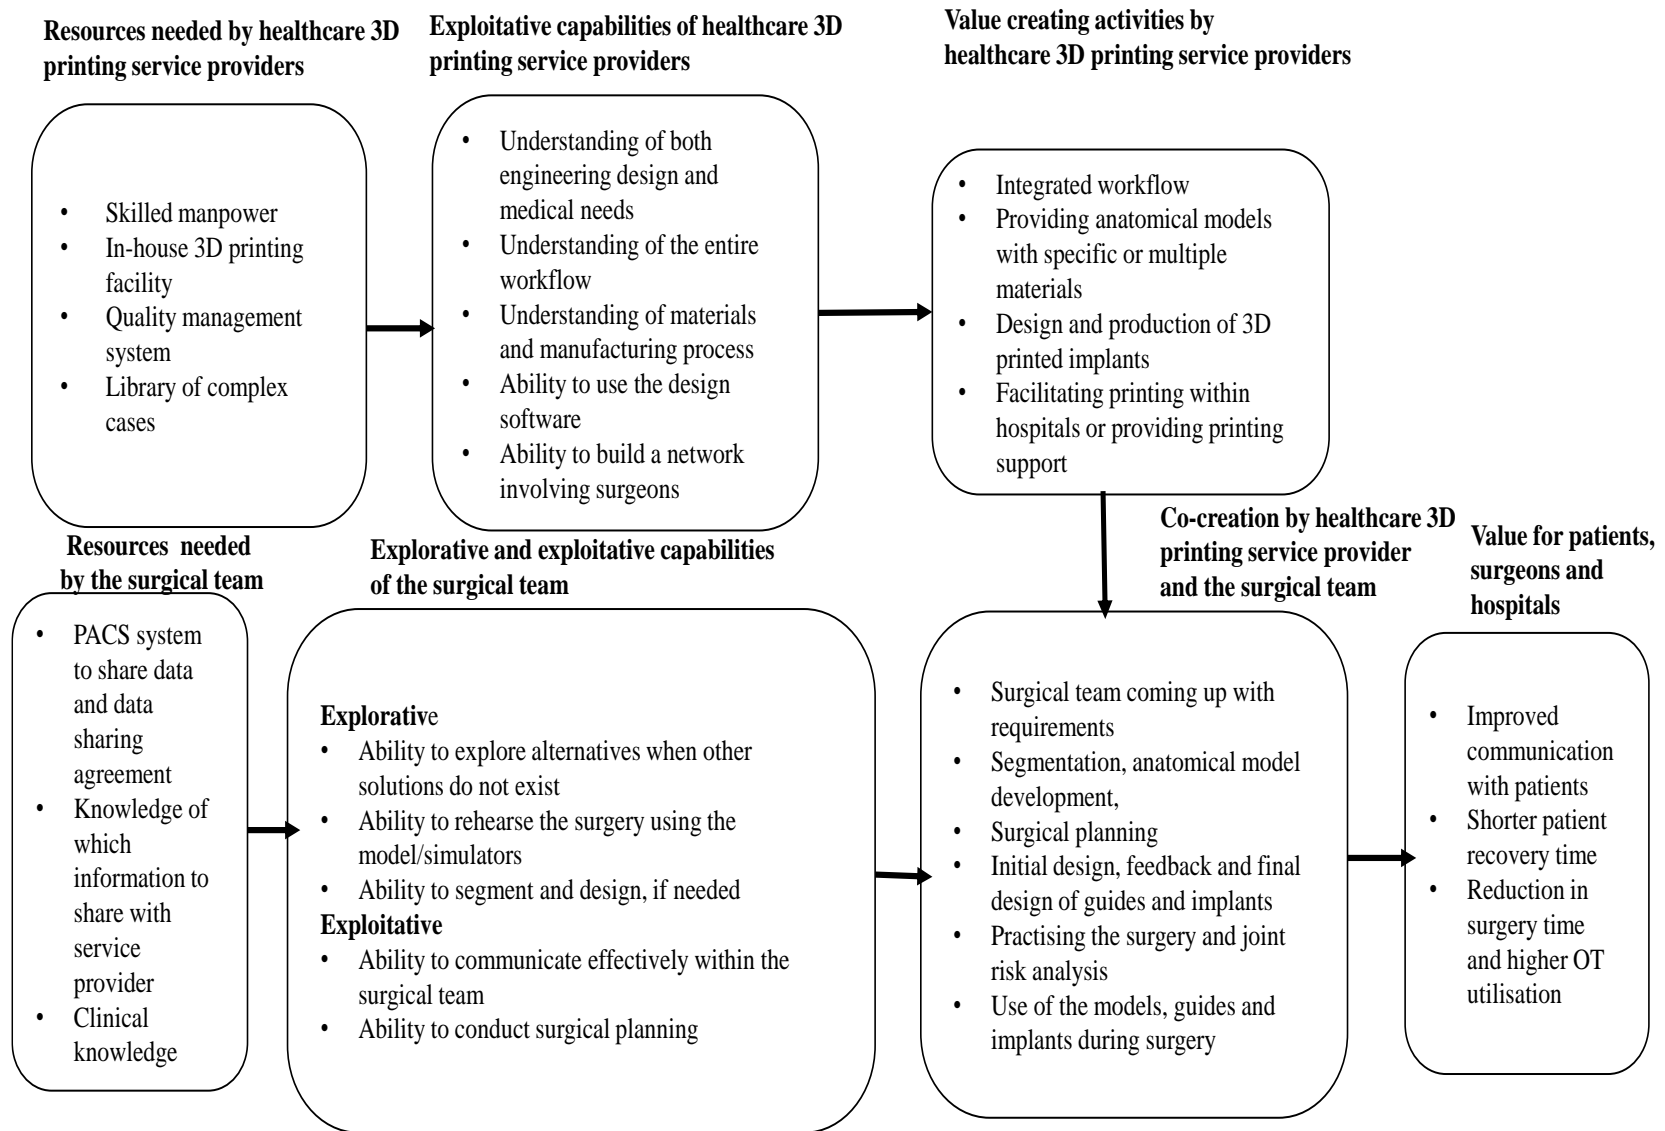 Resources needed by healthcare 3D
printing service providers
Exploitative capabilities of healthcare 3D
printing service providers
Value creating activities by
healthcare 3D printing service providers
• Skilled manpower
• In-house 3D printing
facility
• Quality management
system
• Library of complex
cases
• Understanding of both
engineering design and
medical needs
• Understanding of the entire
workflow
• Understanding of materials
and manufacturing process
• Ability to use the design
software
• Ability to build a network
involving surgeons
• Integrated workflow
• Providing anatomical models
with specific or multiple
materials
• Design and production of 3D
printed implants
• Facilitating printing within
hospitals or providing printing
support
Resources needed
by the surgical team
Explorative and exploitative capabilities
of the surgical team
Co-creation by healthcare 3D
printing service provider
and the surgical team
Value for patients,
surgeons and
hospitals
• PACS system
to share data
and data
sharing
agreement
• Knowledge of
which
information to
share with
service
provider
• Clinical
knowledge
Explorative
• Ability to explore alternatives when other
solutions do not exist
• Ability to rehearse the surgery using the
model/simulators
• Ability to segment and design, if needed
Exploitative
• Ability to communicate effectively within the
surgical team
• Ability to conduct surgical planning
• Surgical team coming up with
requirements
• Segmentation, anatomical model
development,
• Surgical planning
• Initial design, feedback and final
design of guides and implants
• Practising the surgery and joint
risk analysis
• Use of the models, guides and
implants during surgery
• Improved
communication
with patients
• Shorter patient
recovery time
• Reduction in
surgery time
and higher OT
utilisation